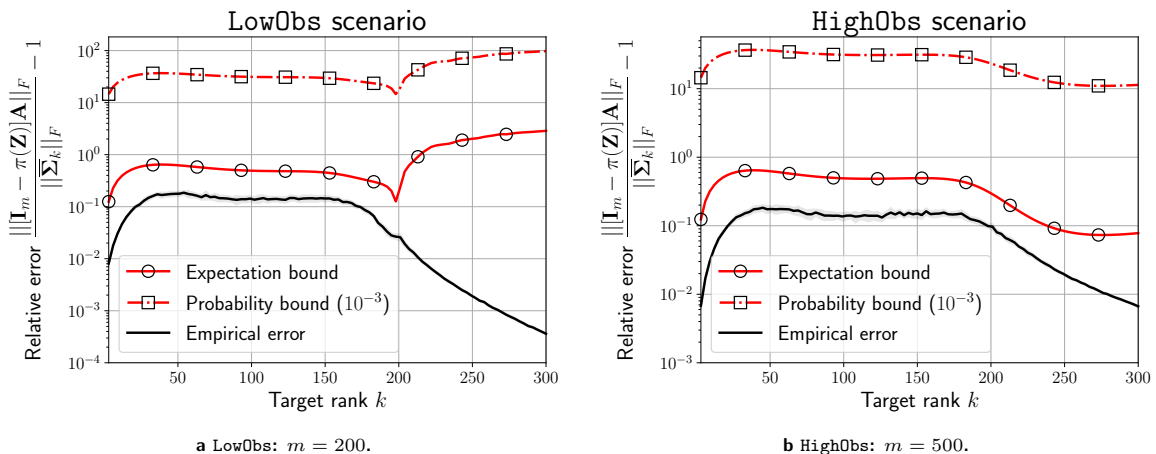 LowObs scenario
Relative error |||[I_m − π(Z)]A||_F / ||Σ̅_k||_F − 1
10^2
10^1
10^0
10^−1
10^−2
10^−3
10^−4
Expectation bound
Probability bound (10^−3)
Empirical error
50 100 150 200 250 300
Target rank k
a LowObs: m = 200.
HighObs scenario
Relative error |||[I_m − π(Z)]A||_F / ||Σ̅_k||_F − 1
10^1
10^0
10^−1
10^−2
10^−3
Expectation bound
Probability bound (10^−3)
Empirical error
50 100 150 200 250 300
Target rank k
b HighObs: m = 500.